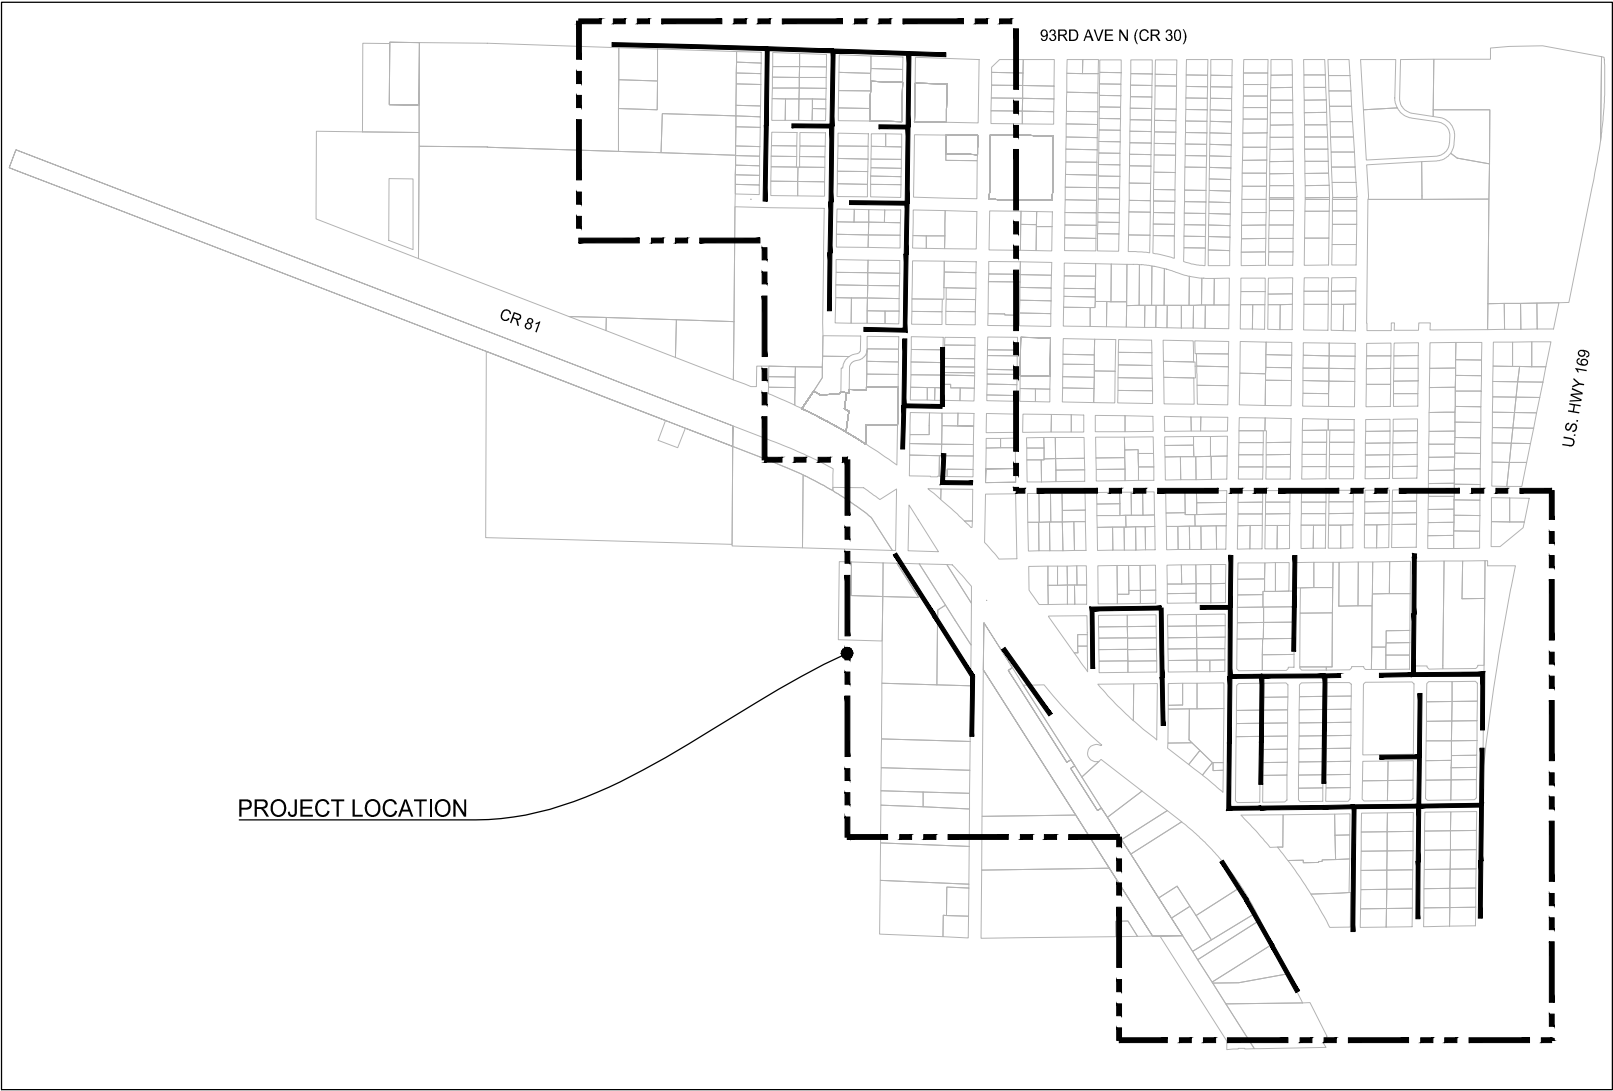 93RD AVE N (CR 30)
CR 81
U.S. HWY 169
PROJECT LOCATION